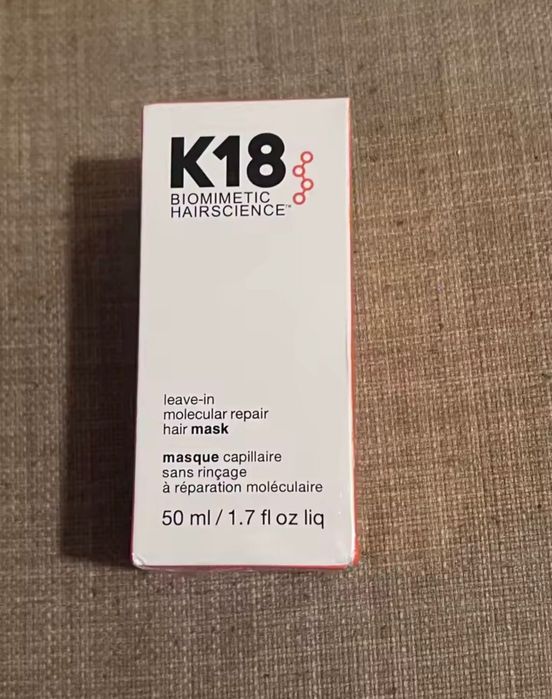 K18
BIOMIMETIC
HAIRSCIENCE™
leave-in
molecular repair
hair mask
masque capillaire
sans rinçage
à réparation moléculaire
50 ml / 1.7 fl oz liq